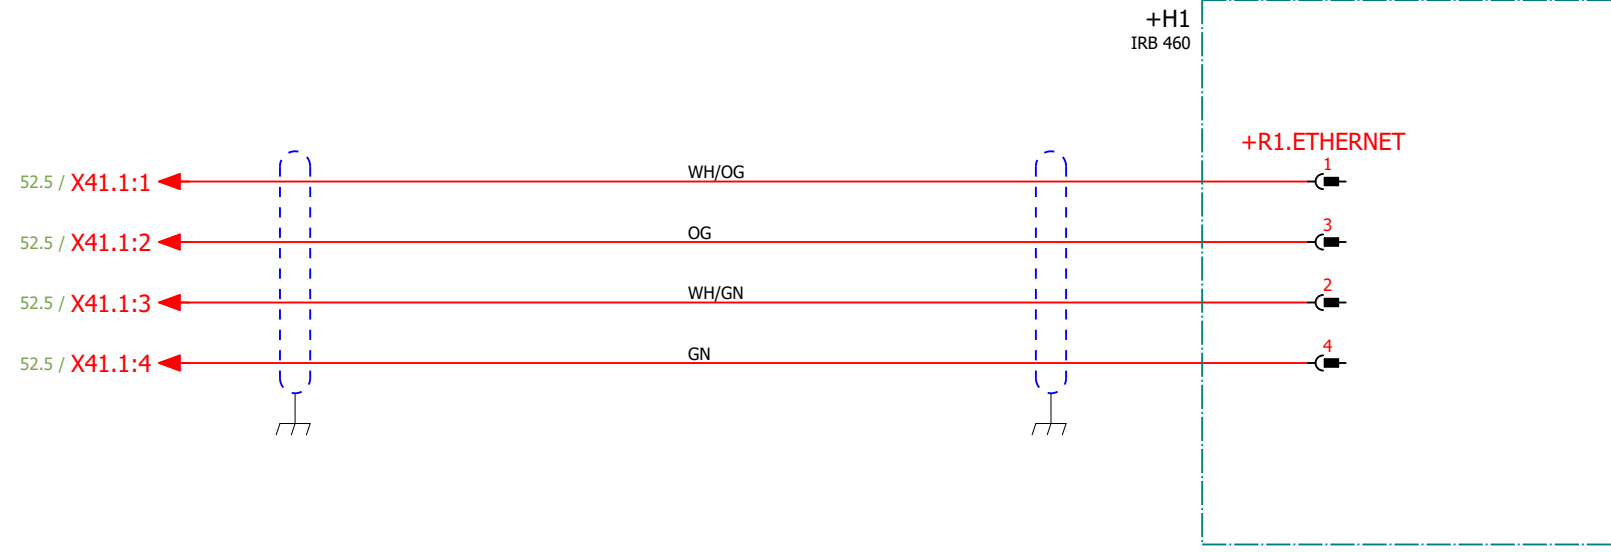 +H1
IRB 460
+R1.ETHERNET
52.5 / X41.1:1 WH/OG 1
52.5 / X41.1:2 OG 3
52.5 / X41.1:3 WH/GN 2
52.5 / X41.1:4 GN 4